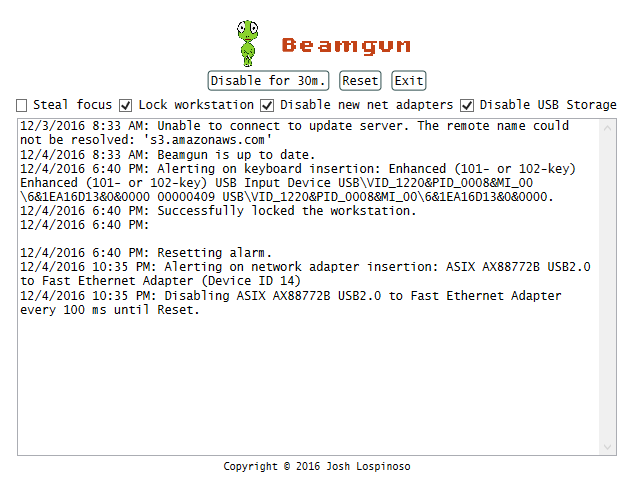 Beamgun
Disable for 30m. Reset Exit
Steal focus Lock workstation Disable new net adapters Disable USB Storage
12/3/2016 8:33 AM: Unable to connect to update server. The remote name could
not be resolved: 's3.amazonaws.com'
12/4/2016 8:33 AM: Beamgun is up to date.
12/4/2016 6:40 PM: Alerting on keyboard insertion: Enhanced (101- or 102-key)
Enhanced (101- or 102-key) USB Input Device USB\VID_1220&PID_0008&MI_00
\6&1EA16D13&0&0000 00000409 USB\VID_1220&PID_0008&MI_00\6&1EA16D13&0&0000.
12/4/2016 6:40 PM: Successfully locked the workstation.
12/4/2016 6:40 PM:
12/4/2016 6:40 PM: Resetting alarm.
12/4/2016 10:35 PM: Alerting on network adapter insertion: ASIX AX88772B USB2.0
to Fast Ethernet Adapter (Device ID 14)
12/4/2016 10:35 PM: Disabling ASIX AX88772B USB2.0 to Fast Ethernet Adapter
every 100 ms until Reset.
Copyright © 2016 Josh Lospinoso